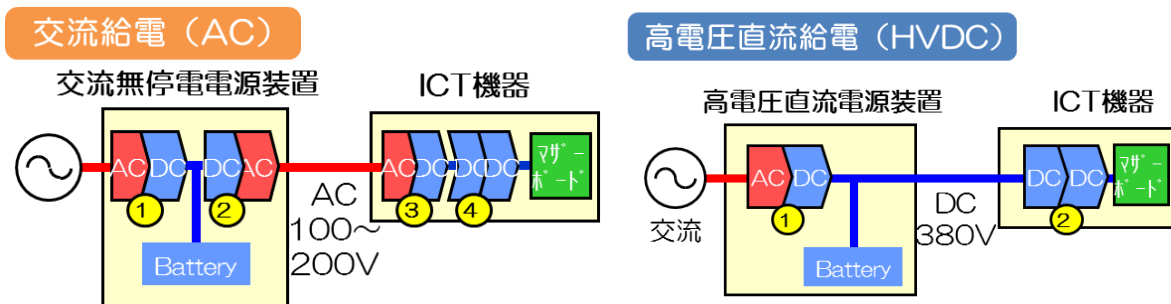 交流給電（AC）
交流無停電電源装置
ICT機器
AC
DC
DC
AC
AC
DC
DC
DC
マザー
ボード
①
②
③
④
AC
100～
200V
Battery
高電圧直流給電（HVDC）
高電圧直流電源装置
ICT機器
AC
DC
DC
DC
マザー
ボード
①
②
交流
DC
380V
Battery